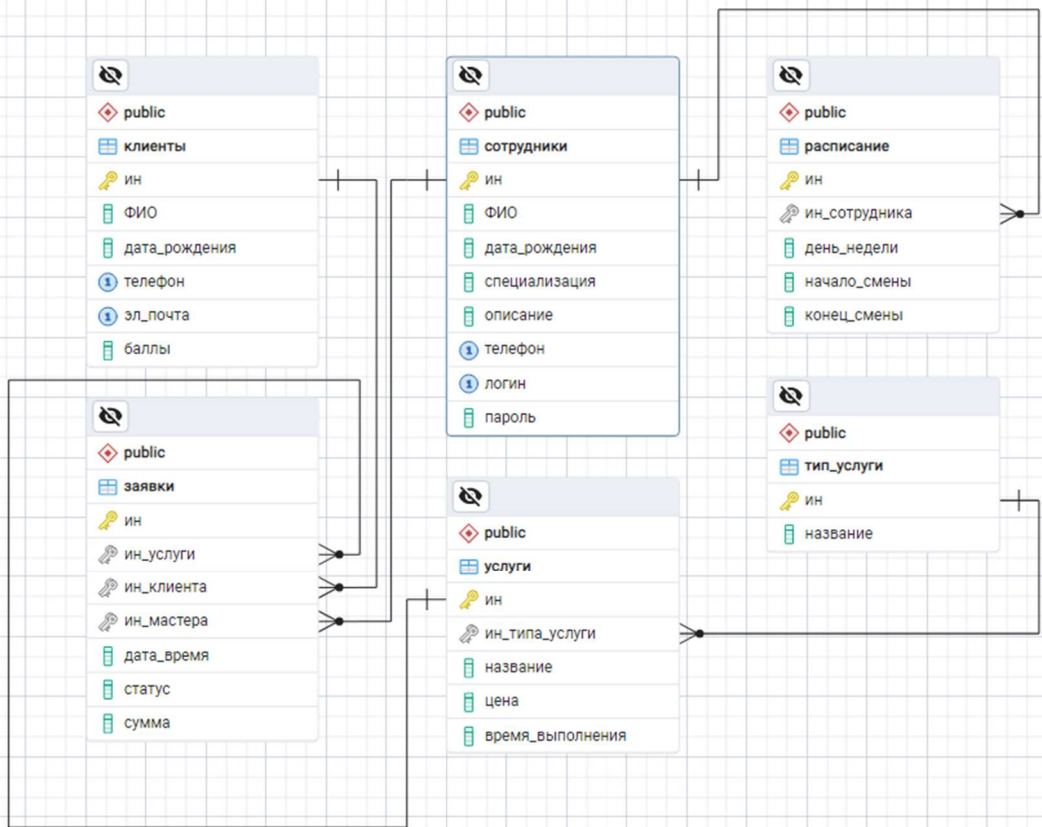 public
клиенты
ин
ФИО
дата_рождения
телефон
эл_почта
баллы
public
сотрудники
ин
ФИО
дата_рождения
специализация
описание
телефон
логин
пароль
public
расписание
ин
ин_сотрудника
день_недели
начало_смены
конец_смены
public
заявки
ин
ин_услуги
ин_клиента
ин_мастера
дата_время
статус
сумма
public
услуги
ин
ин_типа_услуги
название
цена
время_выполнения
public
тип_услуги
ин
название